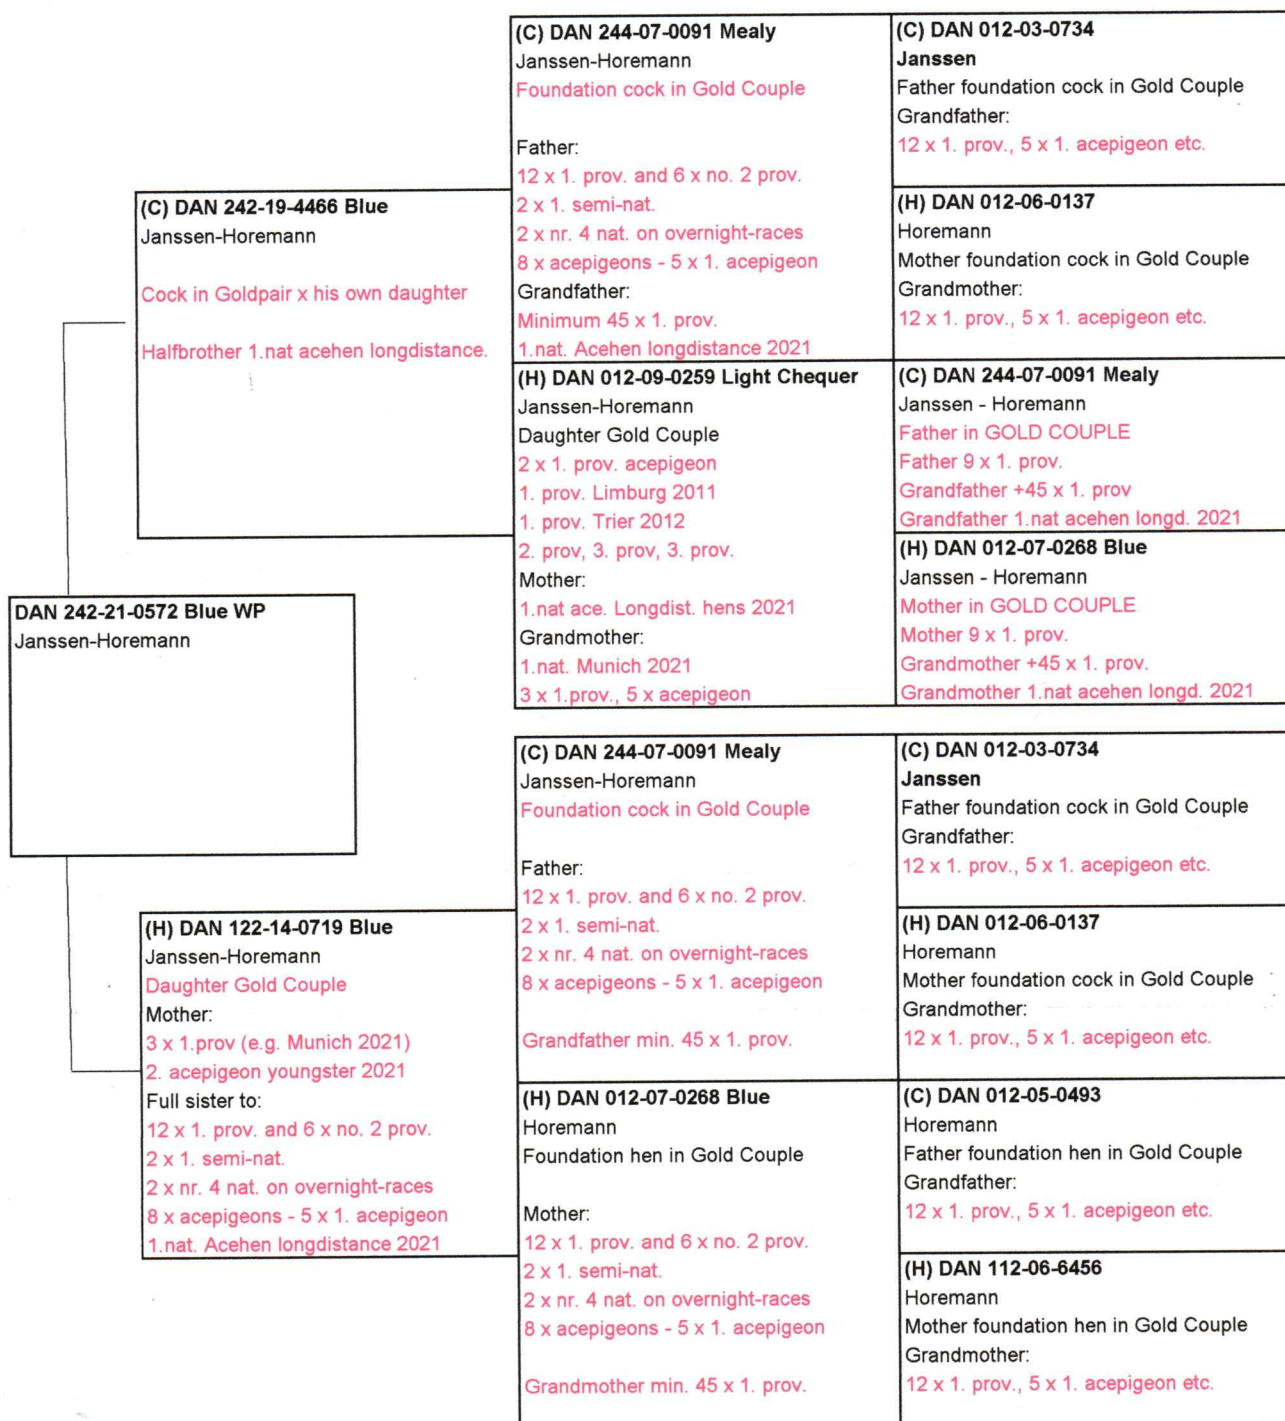 DAN 242-21-0572 Blue WP
Janssen-Horemann
(C) DAN 242-19-4466 Blue
Janssen-Horemann
Cock in Goldpair x his own daughter
Halfbrother 1.nat acehen longdistance.
(H) DAN 122-14-0719 Blue
Janssen-Horemann
Daughter Gold Couple
Mother:
3 x 1.prov (e.g. Munich 2021)
2. acepigeon youngster 2021
Full sister to:
12 x 1. prov. and 6 x no. 2 prov.
2 x 1. semi-nat.
2 x nr. 4 nat. on overnight-races
8 x acepigeons - 5 x 1. acepigeon
1.nat. Acehen longdistance 2021
(C) DAN 244-07-0091 Mealy
Janssen-Horemann
Foundation cock in Gold Couple
Father:
12 x 1. prov. and 6 x no. 2 prov.
2 x 1. semi-nat.
2 x nr. 4 nat. on overnight-races
8 x acepigeons - 5 x 1. acepigeon
Grandfather:
Minimum 45 x 1. prov.
1.nat. Acehen longdistance 2021
(H) DAN 012-09-0259 Light Chequer
Janssen-Horemann
Daughter Gold Couple
2 x 1. prov. acepigeon
1. prov. Limburg 2011
1. prov. Trier 2012
2. prov, 3. prov, 3. prov.
Mother:
1.nat ace. Longdist. hens 2021
Grandmother:
1.nat. Munich 2021
3 x 1.prov., 5 x acepigeon
(C) DAN 244-07-0091 Mealy
Janssen-Horemann
Foundation cock in Gold Couple
Father:
12 x 1. prov. and 6 x no. 2 prov.
2 x 1. semi-nat.
2 x nr. 4 nat. on overnight-races
8 x acepigeons - 5 x 1. acepigeon
Grandfather min. 45 x 1. prov.
(H) DAN 012-07-0268 Blue
Horemann
Foundation hen in Gold Couple
Mother:
12 x 1. prov. and 6 x no. 2 prov.
2 x 1. semi-nat.
2 x nr. 4 nat. on overnight-races
8 x acepigeons - 5 x 1. acepigeon
Grandmother min. 45 x 1. prov.
(C) DAN 012-03-0734
Janssen
Father foundation cock in Gold Couple
Grandfather:
12 x 1. prov., 5 x 1. acepigeon etc.
(H) DAN 012-06-0137
Horemann
Mother foundation cock in Gold Couple
Grandmother:
12 x 1. prov., 5 x 1. acepigeon etc.
(C) DAN 244-07-0091 Mealy
Janssen - Horemann
Father in GOLD COUPLE
Father 9 x 1. prov.
Grandfather +45 x 1. prov
Grandfather 1.nat acehen longd. 2021
(H) DAN 012-07-0268 Blue
Janssen - Horemann
Mother in GOLD COUPLE
Mother 9 x 1. prov.
Grandmother +45 x 1. prov.
Grandmother 1.nat acehen longd. 2021
(C) DAN 012-03-0734
Janssen
Father foundation cock in Gold Couple
Grandfather:
12 x 1. prov., 5 x 1. acepigeon etc.
(H) DAN 012-06-0137
Horemann
Mother foundation cock in Gold Couple
Grandmother:
12 x 1. prov., 5 x 1. acepigeon etc.
(C) DAN 012-05-0493
Horemann
Father foundation hen in Gold Couple
Grandfather:
12 x 1. prov., 5 x 1. acepigeon etc.
(H) DAN 112-06-6456
Horemann
Mother foundation hen in Gold Couple
Grandmother:
12 x 1. prov., 5 x 1. acepigeon etc.